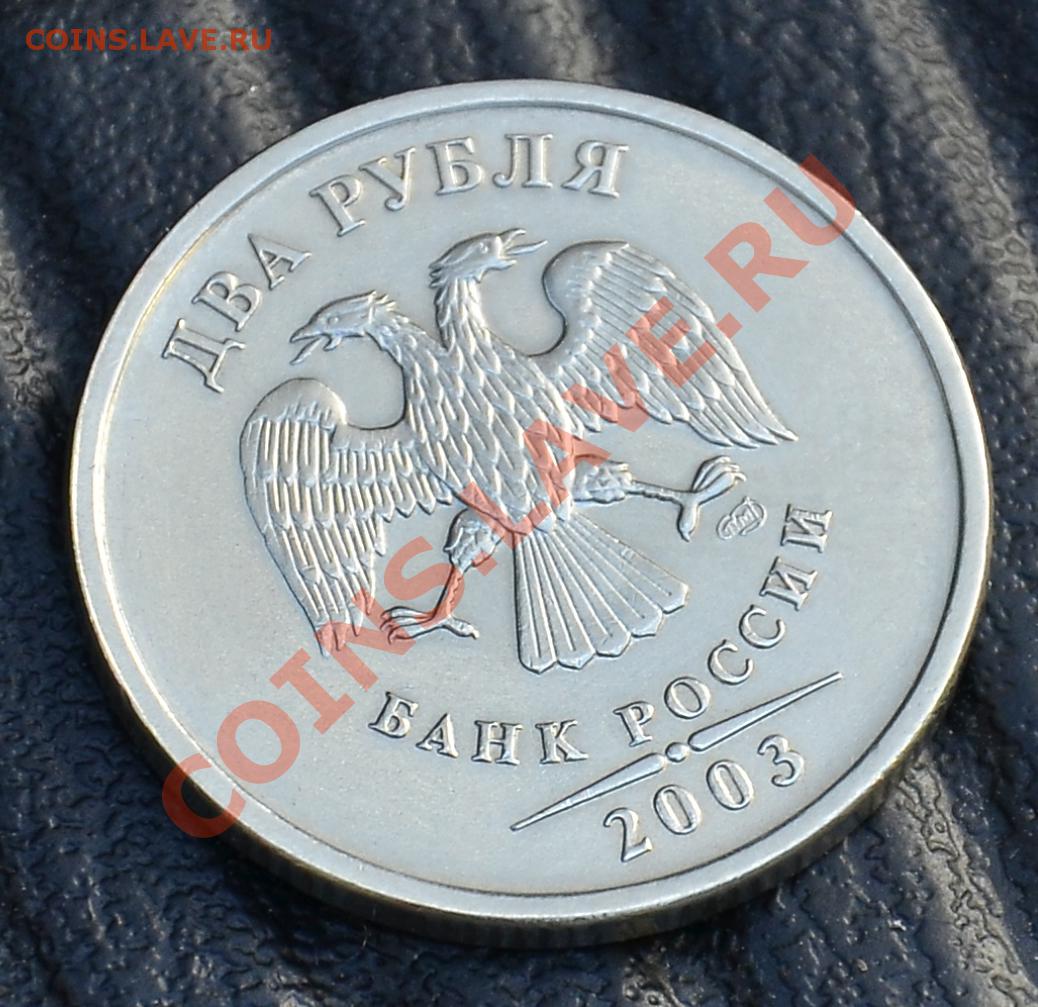 COINS.LAVE.RU
ДВА РУБЛЯ
БАНК РОССИИ
2003
COINS.LAVE.RU